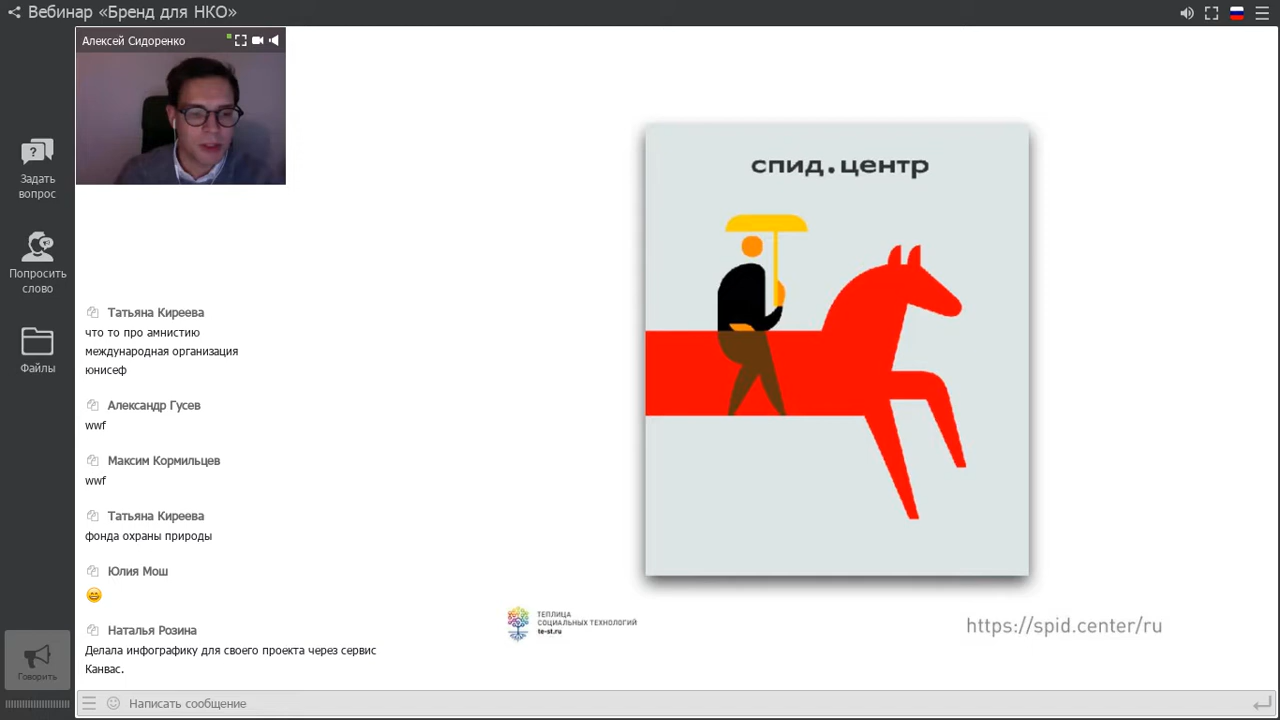 Вебинар «Бренд для НКО»
Алексей Сидоренко
Задать
вопрос
Попросить
слово
Файлы
Говорить
Татьяна Киреева
что то про амнистию
международная организация
юнисеф
Александр Гусев
wwf
Максим Кормильцев
wwf
Татьяна Киреева
фонда охраны природы
Юлия Мош
Наталья Розина
Делала инфографику для своего проекта через сервис
Канвас.
Написать сообщение
спид.центр
ТЕПЛИЦА
СОЦИАЛЬНЫХ ТЕХНОЛОГИЙ
te-st.ru
https://spid.center/ru